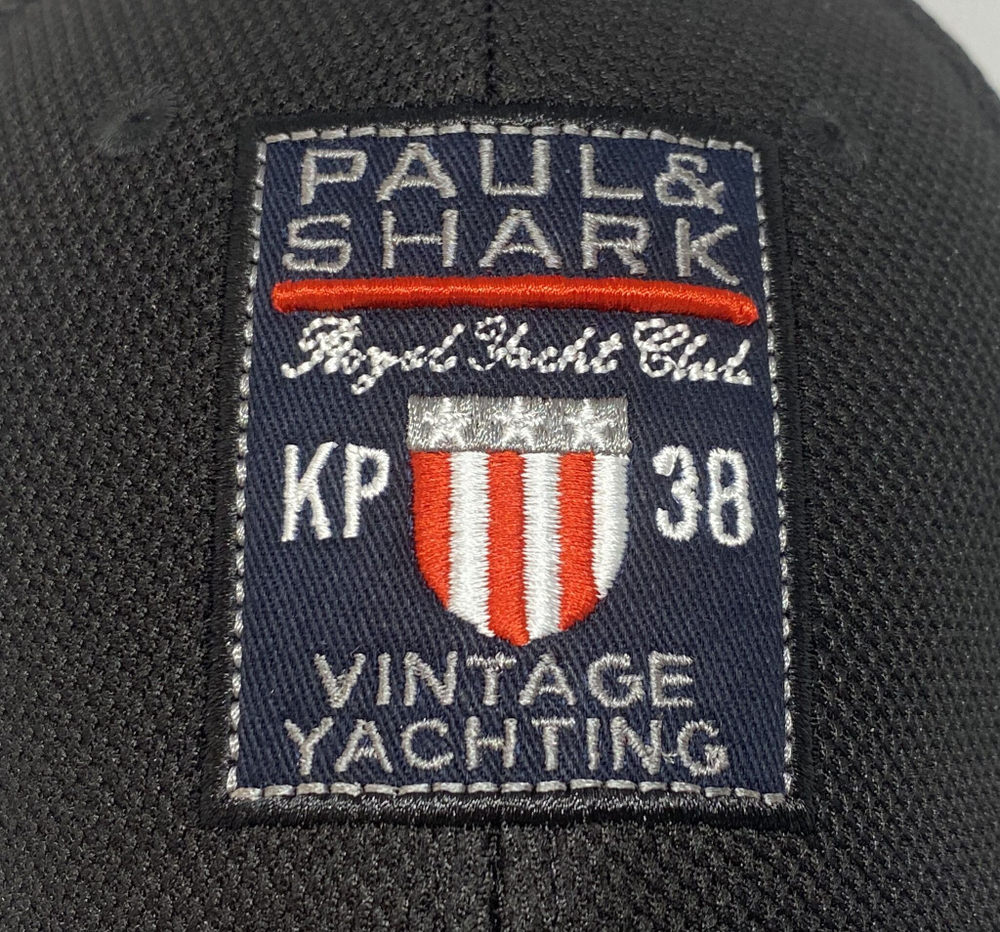 PAUL&
SHARK
Royal Yacht Club
KP 38
VINTAGE
YACHTING